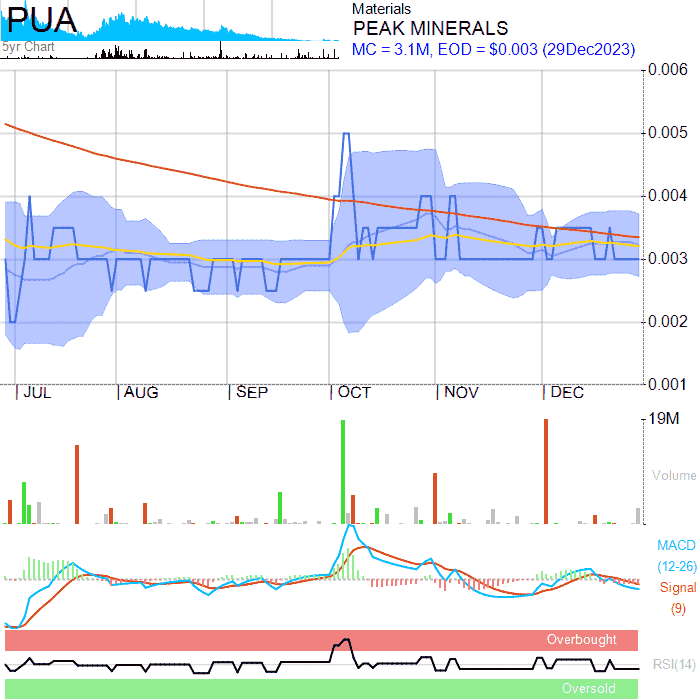 PUA
5yr Chart
Materials
PEAK MINERALS
MC = 3.1M, EOD = $0.003 (29Dec2023)
0.006
0.005
0.004
0.003
0.002
0.001
JUL AUG SEP OCT NOV DEC
19M
Volume
MACD
(12-26)
Signal
(9)
Overbought
RSI(14)
Oversold